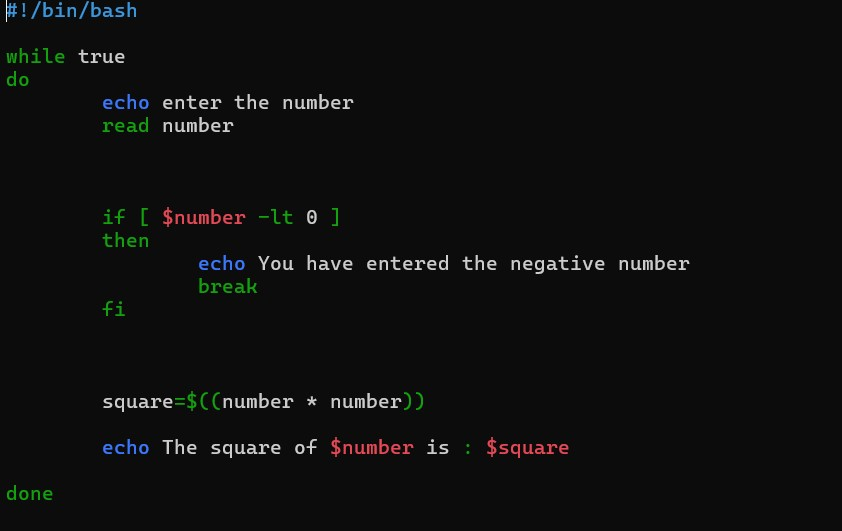 #!/bin/bash
while true
do
echo enter the number
read number
if [ $number -lt 0 ]
then
echo You have entered the negative number
break
fi
square=$((number * number))
echo The square of $number is : $square
done